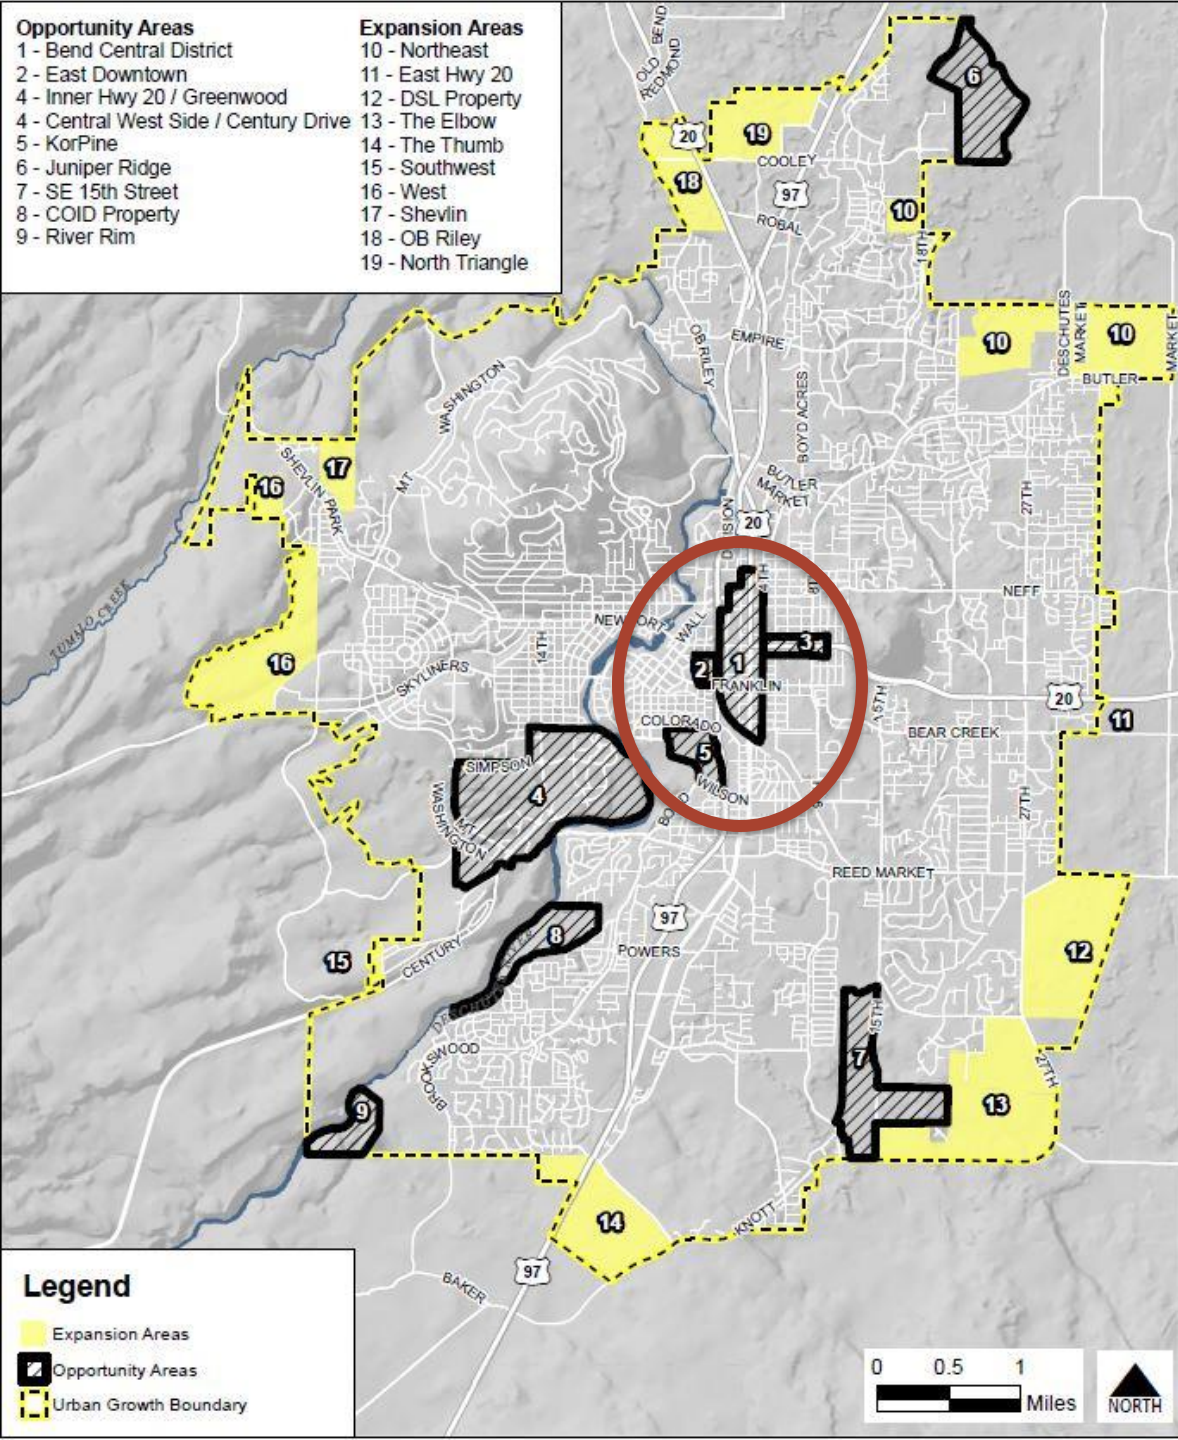 Opportunity Areas
1 - Bend Central District
2 - East Downtown
4 - Inner Hwy 20 / Greenwood
4 - Central West Side / Century Drive
5 - KorPine
6 - Juniper Ridge
7 - SE 15th Street
8 - COID Property
9 - River Rim
Expansion Areas
10 - Northeast
11 - East Hwy 20
12 - DSL Property
13 - The Elbow
14 - The Thumb
15 - Southwest
16 - West
17 - Shevlin
18 - OB Riley
19 - North Triangle
OLD BEND
REDMOND
6
20
19
COOLEY
18
97
10
ROBAL
18TH
DESCHUTES
MARKET
MARKET
10
10
EMPIRE
OB RILEY
BUTLER
WASHINGTON
MT
BOYD ACRES
SHEVLIN PARK
17
16
BUTLER
MARKET
27TH
20
DIVISION
4TH
NEFF
TUMALO CREEK
NEWPORT
WALL
14TH
3
16
SKYLINERS
2
1
FRANKLIN
20
15TH
11
COLORADO
BEAR CREEK
5
SIMPSON
4
WILSON
MT
WASHINGTON
27TH
REED MARKET
97
8
POWERS
12
CENTURY
15
15TH
7
BROOKSWOOD
27TH
9
13
14
KNOTT
97
BAKER
Legend
Expansion Areas
Opportunity Areas
Urban Growth Boundary
0 0.5 1
Miles
NORTH